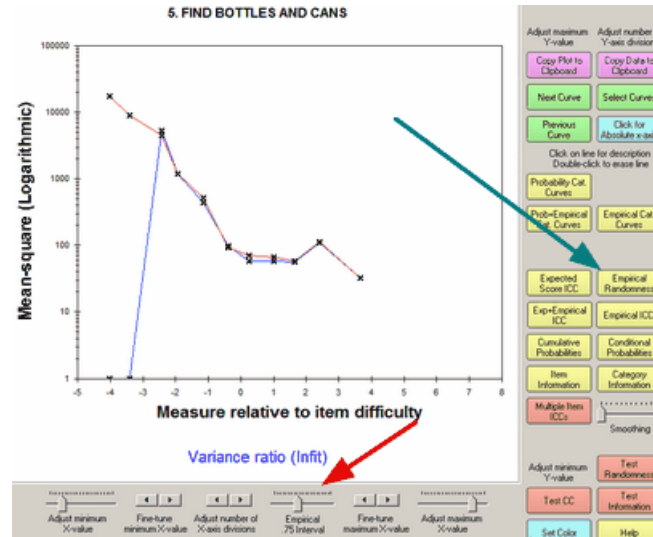 5. FIND BOTTLES AND CANS
Mean-square (Logarithmic)
100000
10000
1000
100
10
1
-5 -4 -3 -2 -1 0 1 2 3 4 5 6 7 8
Measure relative to item difficulty
Variance ratio (Infit)
Adjust minimum
X-value
Fine-tune
minimum X-value
Adjust number of
X-axis divisions
Empirical
.75 Interval
Fine-tune
maximum X-value
Adjust maximum
X-value
Adjust maximum
Y-value
Adjust number
Y-axis division
Copy Plot to
Clipboard
Copy Data to
Clipboard
Next Curve
Select Curve
Previous
Curve
Click for
Absolute x-axi
Click on line for description
Double-click to erase line
Probability Cat.
Curves
Prob+Empirical
Cat. Curves
Empirical Cat.
Curves
Expected
Score ICC
Empirical
Randomness
Exp+Empirical
ICC
Empirical ICC
Cumulative
Probabilities
Conditional
Probabilities
Item
Information
Category
Information
Multiple Item
ICCs
Smoothing
Adjust minimum
Y-value
Test
Randomness
Test CC
Test
Information
Set Color
Help